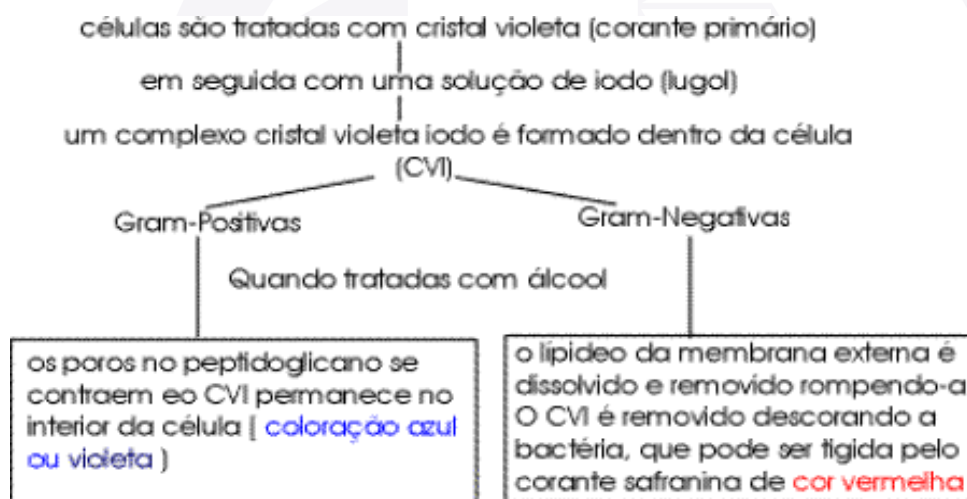 células são tratadas com cristal violeta (corante primário)
em seguida com uma solução de iodo (lugol)
um complexo cristal violeta iodo é formado dentro da célula
(CVI)
Gram-Positivas
Gram-Negativas
Quando tratadas com álcool
os poros no peptidoglicano se
contraem eo CVI permanece no
interior da célula ( coloração azul
ou violeta )
o lípideo da membrana externa é
dissolvido e removido rompendo-a
O CVI é removido descorando a
bactéria, que pode ser tigida pelo
corante safranina de cor vermelha